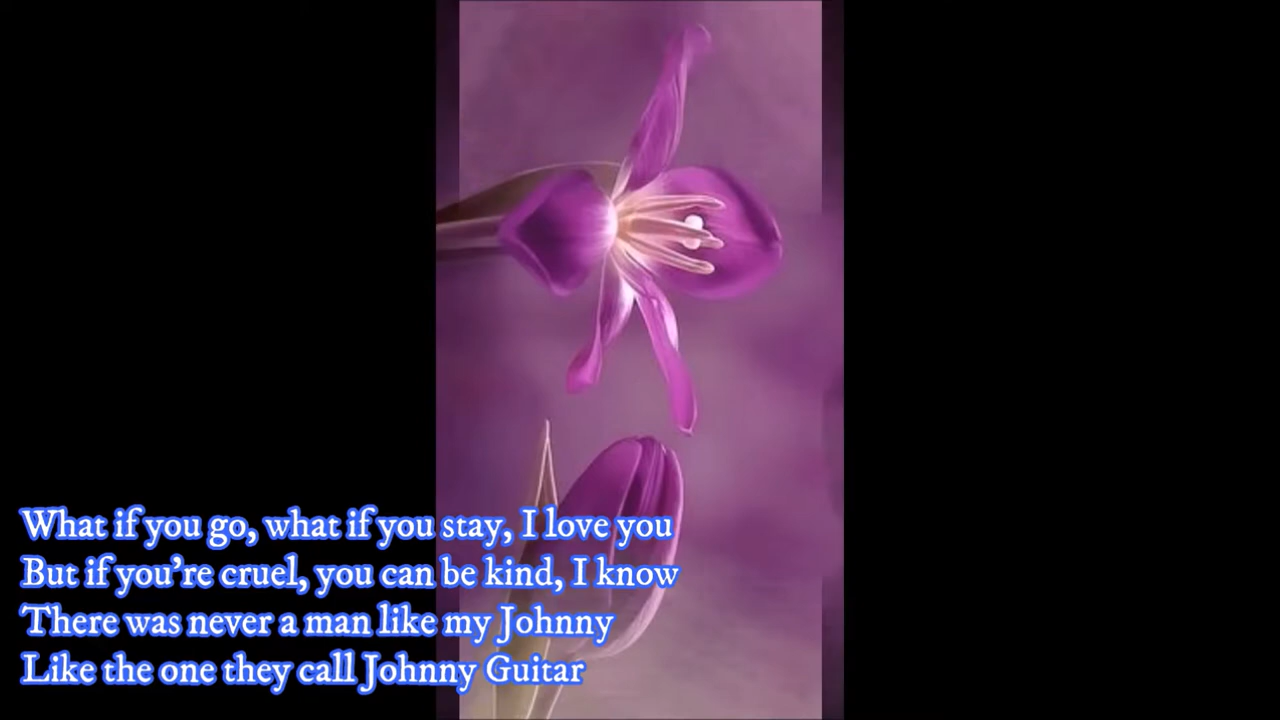 What if you go, what if you stay, I love you
But if you're cruel, you can be kind, I know
There was never a man like my Johnny
Like the one they call Johnny Guitar